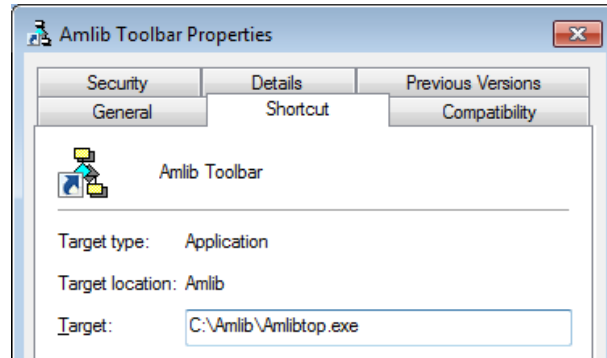 Amlib Toolbar Properties
Security Details Previous Versions
General Shortcut Compatibility
Amlib Toolbar
Target type: Application
Target location: Amlib
Target: C:\Amlib\Amlibtop.exe